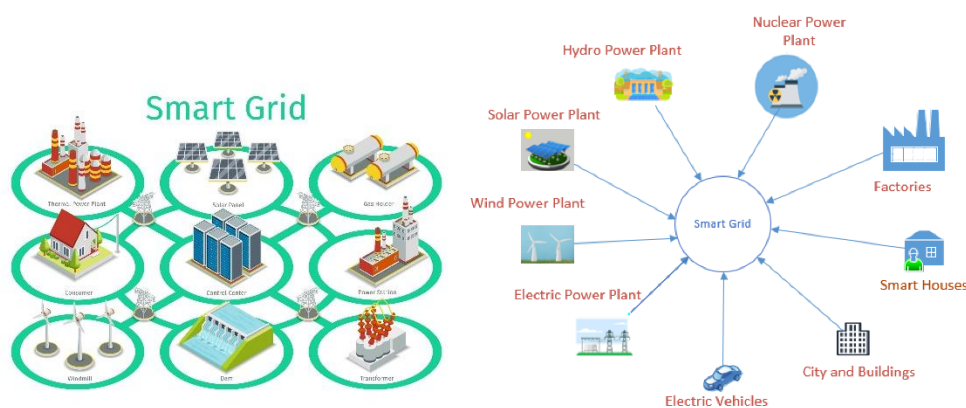 Smart Grid
Thermal Power Plant
Solar Panel
Gas Holder
Consumer
Control Center
Power Station
Windmill
Dam
Transformer
Nuclear Power
Plant
Hydro Power Plant
Solar Power Plant
Factories
Wind Power Plant
Smart Grid
Smart Houses
Electric Power Plant
City and Buildings
Electric Vehicles